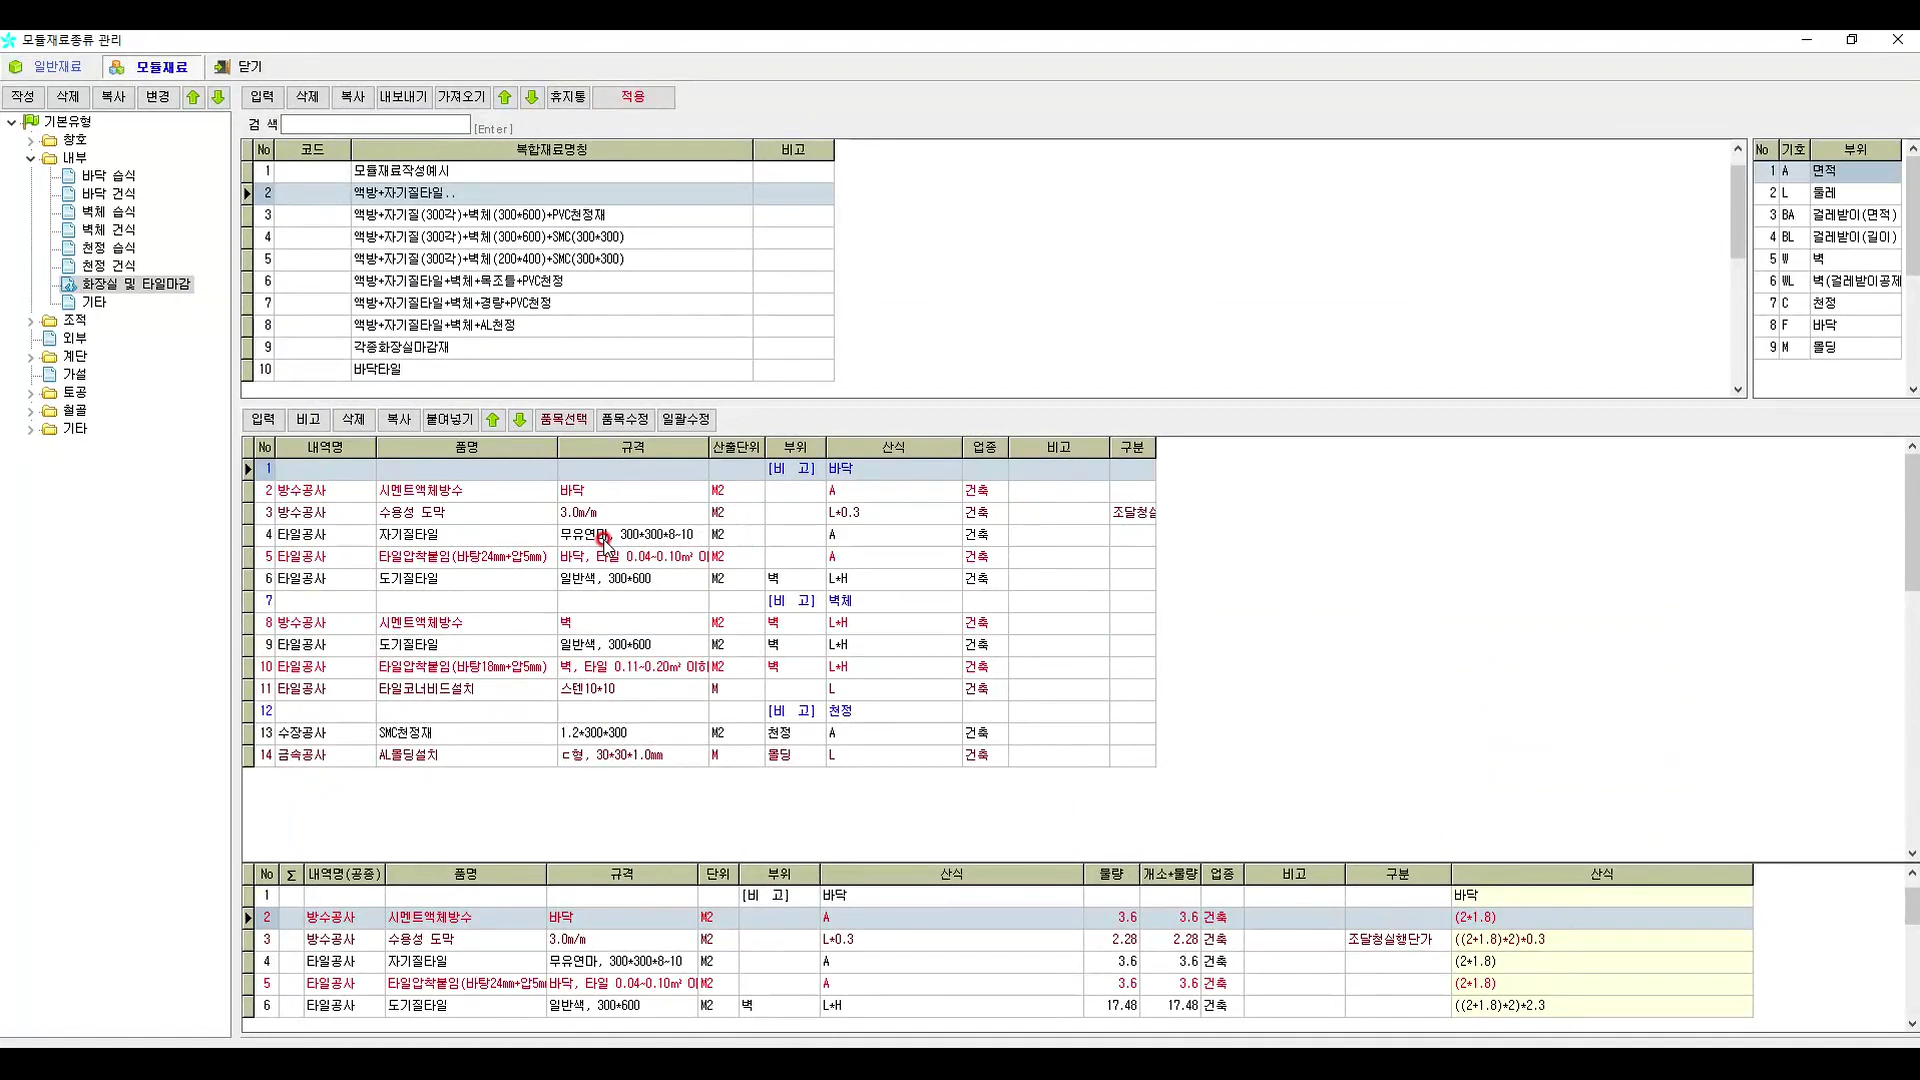 모듈재료종류 관리
일반재료 모듈재료 닫기
작성 삭제 복사 변경 입력 삭제 복사 내보내기 가져오기 휴지통 적용
기본유형
창호
내부
바닥 습식
바닥 건식
벽체 습식
벽체 건식
천정 습식
천정 건식
화장실 및 타일마감
기타
조적
외부
계단
가설
토공
철골
기타
검 색 [Enter]
No 코드 복합재료명칭 비고
1 모듈재료작성예시
2 액방+자기질타일..
3 액방+자기질(300각)+벽체(300*600)+PVC천정재
4 액방+자기질(300각)+벽체(300*600)+SMC(300*300)
5 액방+자기질(300각)+벽체(200*400)+SMC(300*300)
6 액방+자기질타일+벽체+목조틀+PVC천정
7 액방+자기질타일+벽체+경량+PVC천정
8 액방+자기질타일+벽체+AL천정
9 각종화장실마감재
10 바닥타일
No 기호 부위
1 A 면적
2 L 둘레
3 BA 걸레받이(면적)
4 BL 걸레받이(길이)
5 W 벽
6 WL 벽(걸레받이공제
7 C 천정
8 F 바닥
9 M 몰딩
입력 비고 삭제 복사 붙여넣기 품목선택 품목수정 일괄수정
No 내역명 품명 규격 산출단위 부위 산식 업종 비고 구분
1 [비 고] 바닥
2 방수공사 시멘트액체방수 바닥 M2 A 건축
3 방수공사 수용성 도막 3.0m/m M2 L*0.3 건축 조달청실
4 타일공사 자기질타일 무유연마, 300*300*8~10 M2 A 건축
5 타일공사 타일압착붙임(바탕24mm+압5mm) 바닥, 타일 0.04~0.10㎡ 이 M2 A 건축
6 타일공사 도기질타일 일반색, 300*600 M2 벽 L*H 건축
7 [비 고] 벽체
8 방수공사 시멘트액체방수 벽 M2 벽 L*H 건축
9 타일공사 도기질타일 일반색, 300*600 M2 벽 L*H 건축
10 타일공사 타일압착붙임(바탕18mm+압5mm) 벽, 타일 0.11~0.20㎡ 이하 M2 벽 L*H 건축
11 타일공사 타일코너비드설치 스텐10*10 M L 건축
12 [비 고] 천정
13 수장공사 SMC천정재 1.2*300*300 M2 천정 A 건축
14 금속공사 AL몰딩설치 ㄷ형, 30*30*1.0mm M 몰딩 L 건축
No Σ 내역명(공종) 품명 규격 단위 부위 산식 물량 개소*물량 업종 비고 구분 산식
1 [비 고] 바닥 바닥
2 방수공사 시멘트액체방수 바닥 M2 A 3.6 3.6 건축 (2*1.8)
3 방수공사 수용성 도막 3.0m/m M2 L*0.3 2.28 2.28 건축 조달청실행단가 ((2+1.8)*2)*0.3
4 타일공사 자기질타일 무유연마, 300*300*8~10 M2 A 3.6 3.6 건축 (2*1.8)
5 타일공사 타일압착붙임(바탕24mm+압5m 바닥, 타일 0.04~0.10㎡ 이 M2 A 3.6 3.6 건축 (2*1.8)
6 타일공사 도기질타일 일반색, 300*600 M2 벽 L*H 17.48 17.48 건축 ((2+1.8)*2)*2.3